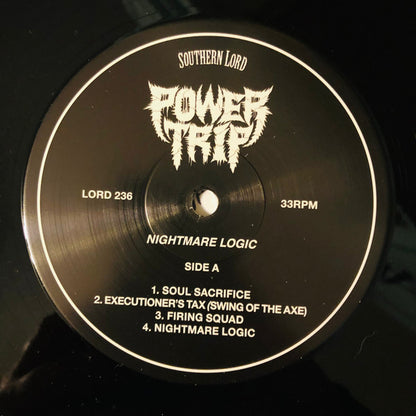 SOUTHERN LORD
POWER
TRIP
LORD 236
33RPM
NIGHTMARE LOGIC
SIDE A
1. SOUL SACRIFICE
2. EXECUTIONER'S TAX (SWING OF THE AXE)
3. FIRING SQUAD
4. NIGHTMARE LOGIC